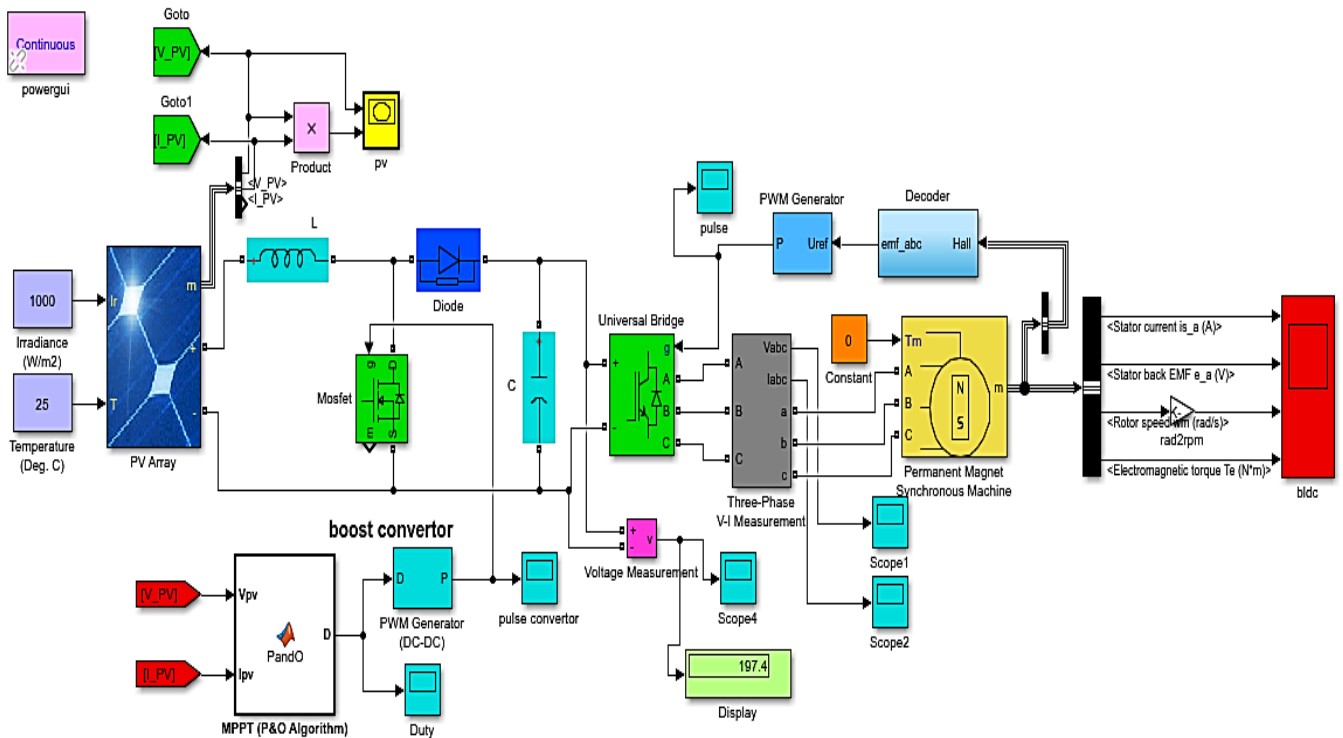 Continuous
powergui
Goto
[V_PV]
Goto1
[I_PV]
Product
pv
<V_PV>
<I_PV>
L
Diode
1000
Irradiance
(W/m2)
25
Temperature
(Deg. C)
Ir
T
m
+
-
PV Array
Mosfet
g
D
m
S
C
+
boost convertor
[V_PV]
[I_PV]
Vpv
Ipv
PandO
D
MPPT (P&O Algorithm)
D
P
PWM Generator
(DC-DC)
pulse convertor
Duty
Universal Bridge
g
+
-
A
B
C
pulse
PWM Generator
P
Uref
Decoder
emf_abc
Hall
Vabc
Iabc
A
B
C
a
b
c
Three-Phase
V-I Measurement
0
Constant
Tm
A
B
C
N
S
m
Permanent Magnet
Synchronous Machine
<Stator current is_a (A)>
<Stator back EMF e_a (V)>
<Rotor speed wm (rad/s)>
rad2rpm
<Electromagnetic torque Te (N*m)>
bldc
+
-
v
Voltage Measurement
Scope4
Scope1
Scope2
197.4
Display